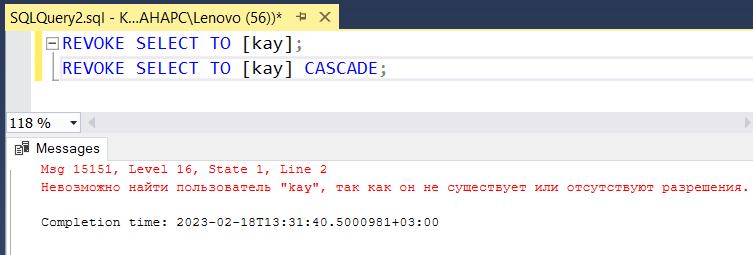 SQLQuery2.sql - K...AHAPC\Lenovo (56))*
REVOKE SELECT TO [kay];
REVOKE SELECT TO [kay] CASCADE;
118 %
Messages
Msg 15151, Level 16, State 1, Line 2
Невозможно найти пользователь "kay", так как он не существует или отсутствуют разрешения.
Completion time: 2023-02-18T13:31:40.5000981+03:00